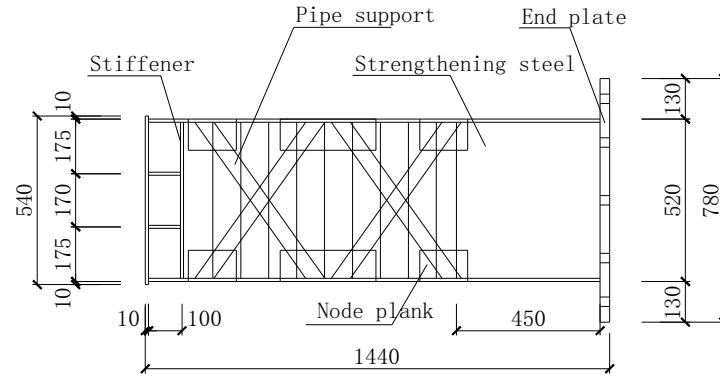 Pipe support
End plate
Stiffener
Strengthening steel
10
175
170
175
10
540
130
520
130
780
Node plank
10
100
450
1440